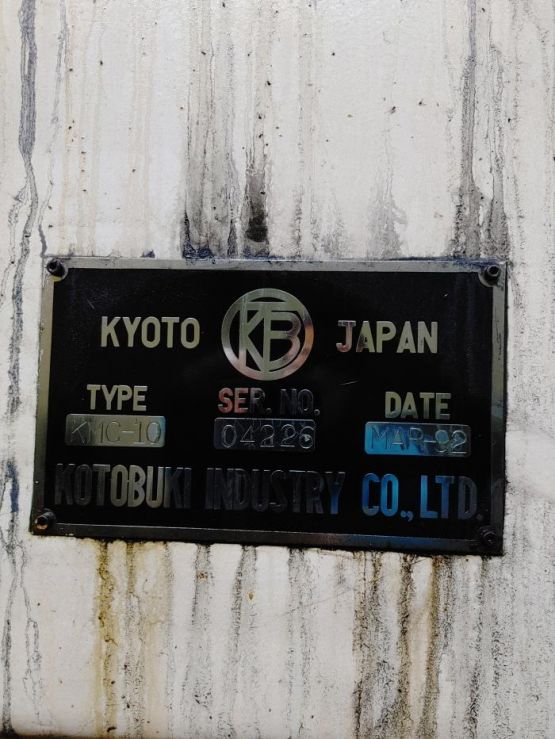 KYOTO KB JAPAN
TYPE SER. NO. DATE
KMC-10 04226 MAR-92
KOTOBUKI INDUSTRY CO., LTD.